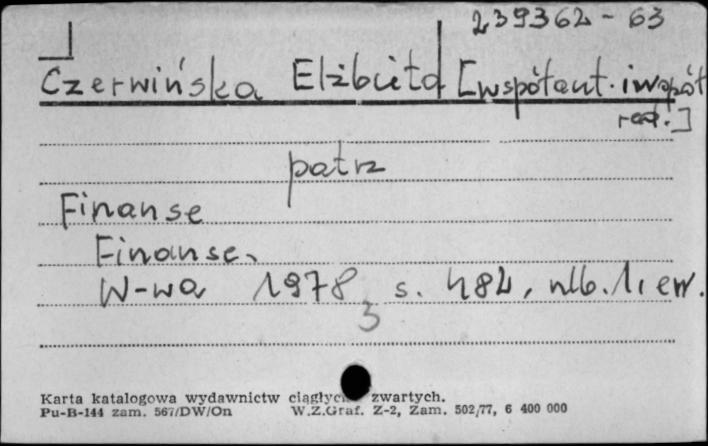 239362 - 63
Czerwińska Elżbieta [współaut. i współ
red.]
patrz
Finanse
Finanse.
W-wa 1978 s. 482, nlb. 1, err.
3
Karta katalogowa wydawnictw ciągłych zwartych.
Pu-B-144 zam. 567/DW/On W.Z.Graf. Z-2, Zam. 502/77, 6 400 000